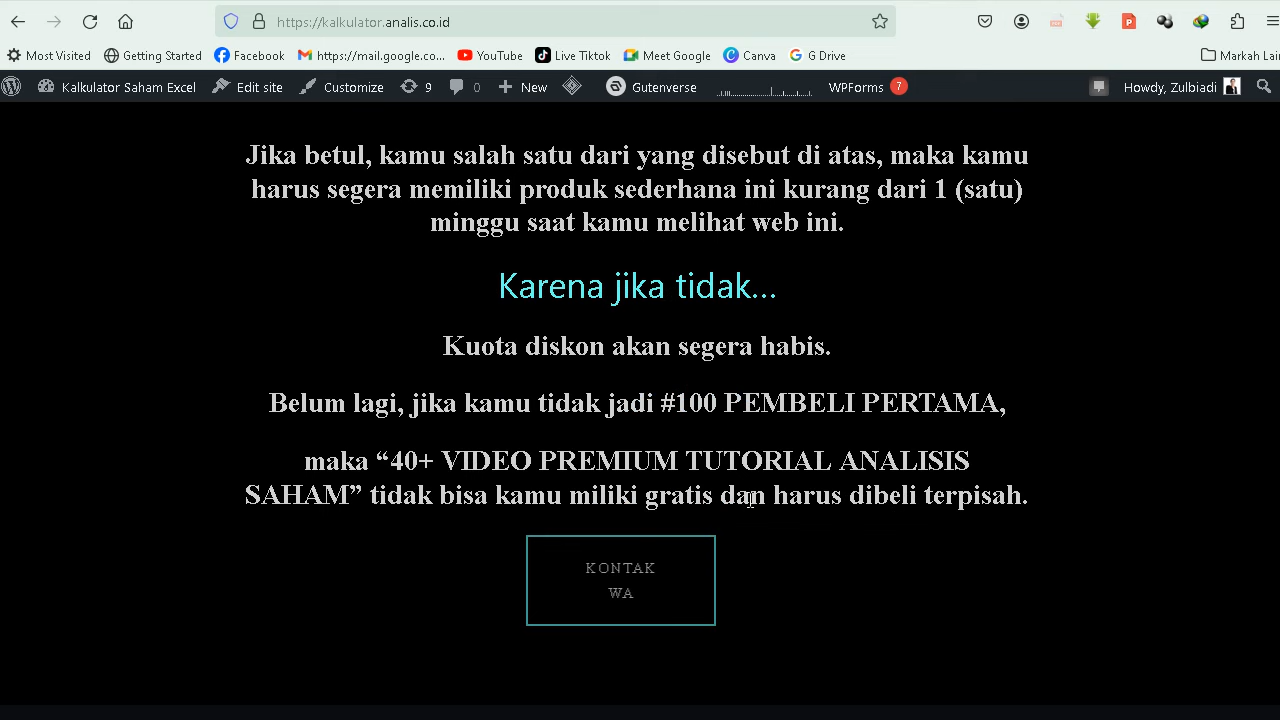 https://kalkulator.analis.co.id
Most Visited Getting Started Facebook https://mail.google.co... YouTube Live Tiktok Meet Google Canva G Drive Markah Lain
Kalkulator Saham Excel Edit site Customize 9 0 New Gutenverse WPForms 7 Howdy, Zulbiadi
Jika betul, kamu salah satu dari yang disebut di atas, maka kamu
harus segera memiliki produk sederhana ini kurang dari 1 (satu)
minggu saat kamu melihat web ini.
Karena jika tidak...
Kuota diskon akan segera habis.
Belum lagi, jika kamu tidak jadi #100 PEMBELI PERTAMA,
maka “40+ VIDEO PREMIUM TUTORIAL ANALISIS
SAHAM” tidak bisa kamu miliki gratis dan harus dibeli terpisah.
KONTAK
WA